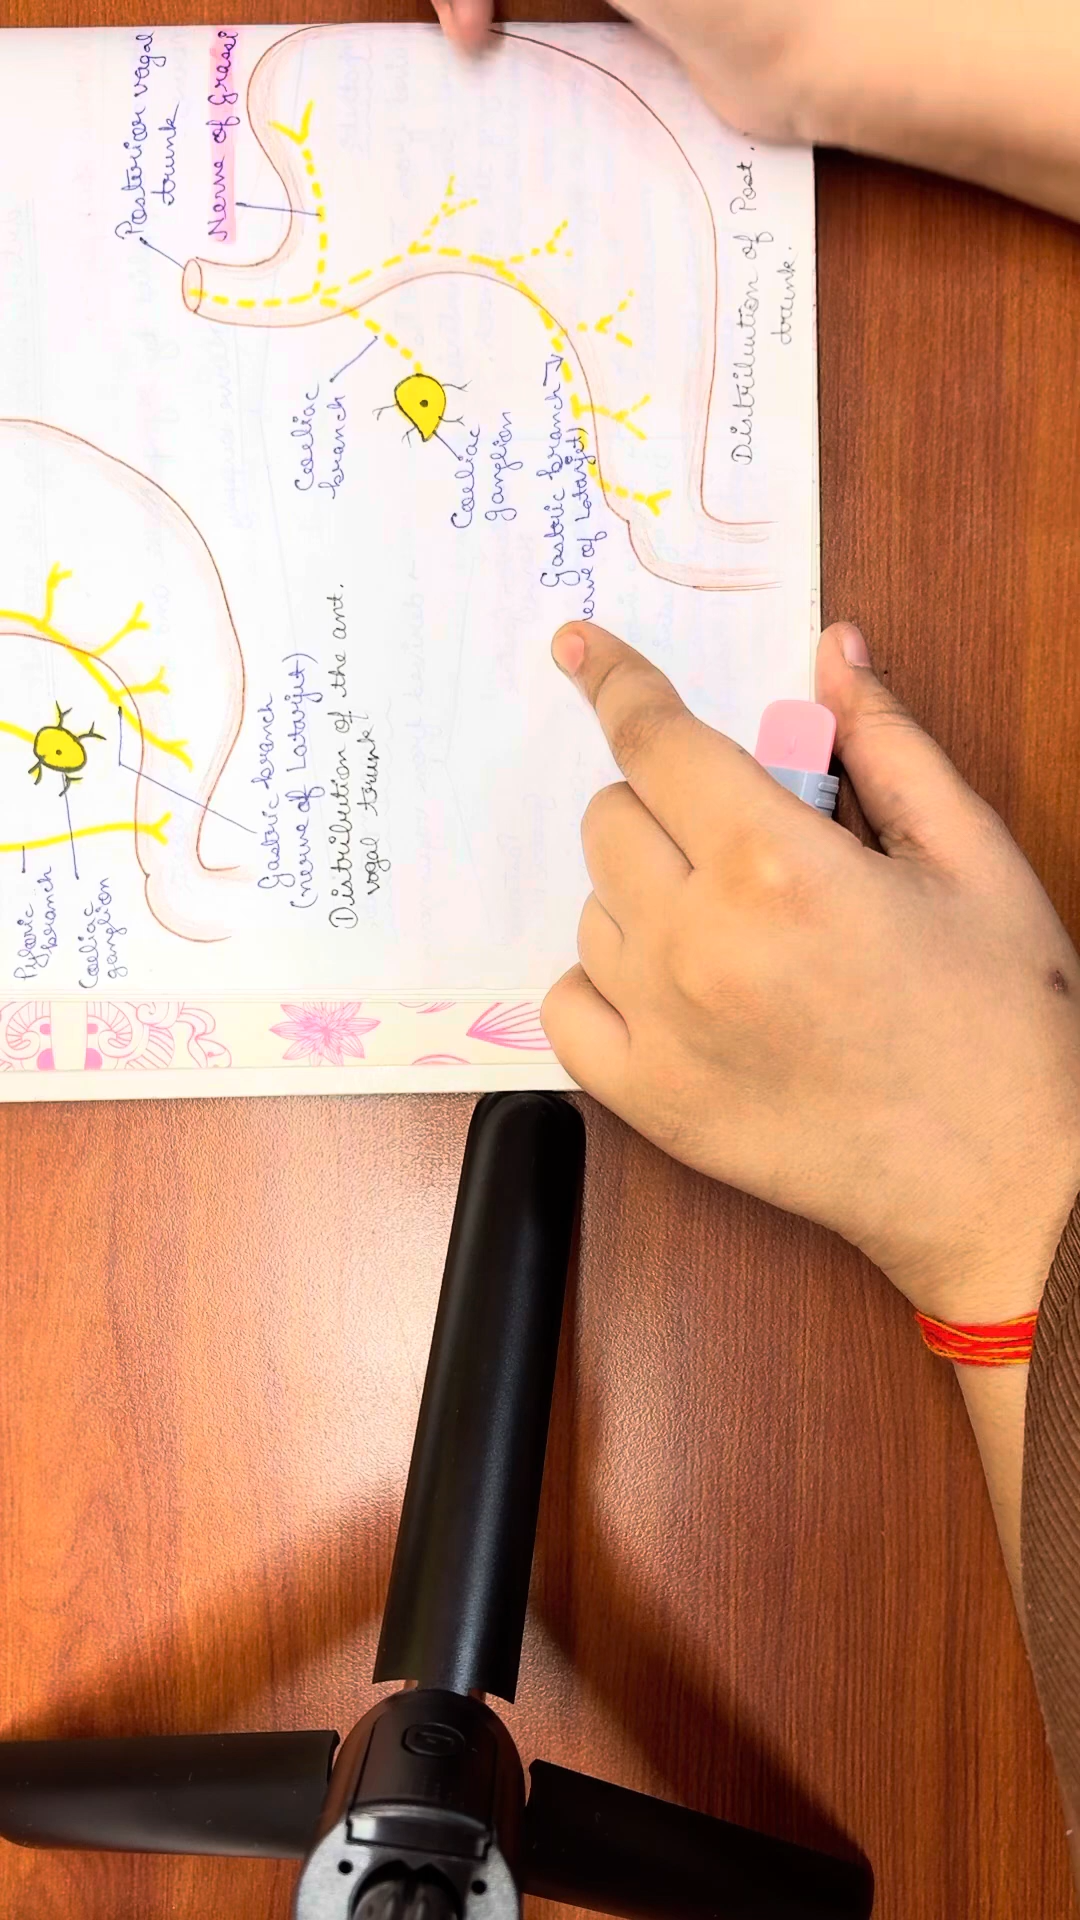 Pyloric
branch
Coeliac
ganglion
Gastric branch
(nerve of Latarjet)
Distribution of the ant.
vagal trunk
Posterior vagal
trunk
Nerve of Grassi
Coeliac
branch
Coeliac
ganglion
Gastric branch
nerve of Latarjet)
Distribution of Post.
trunk.